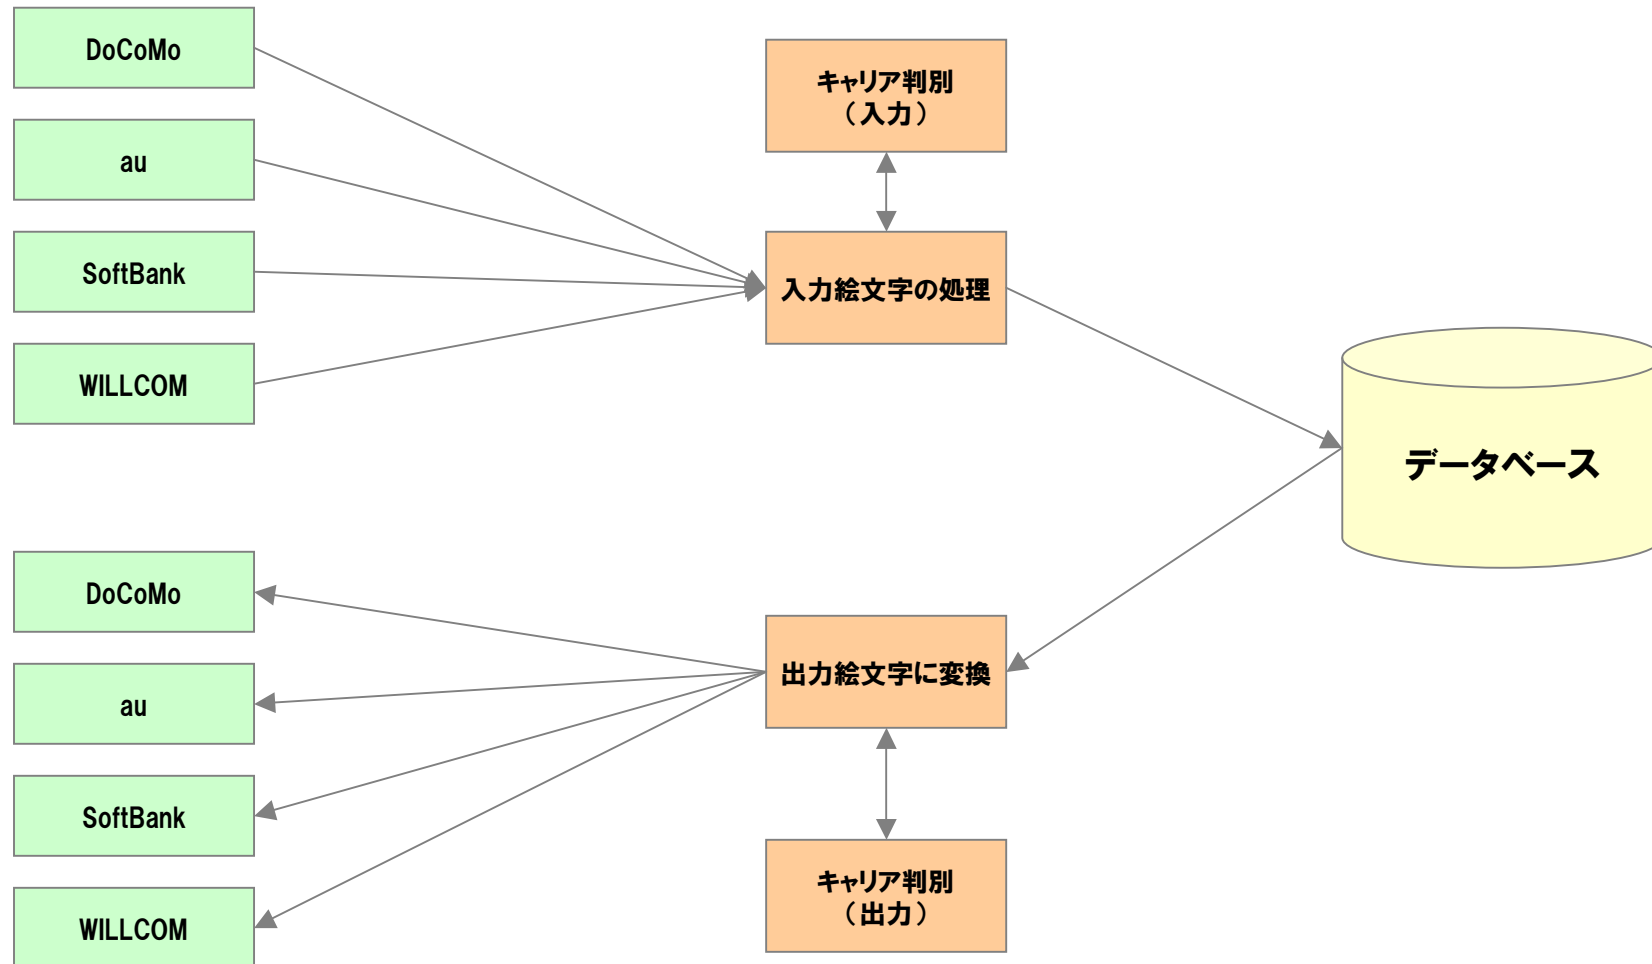 DoCoMo
au
SoftBank
WILLCOM
キャリア判別
（入力）
入力絵文字の処理
データベース
DoCoMo
au
SoftBank
WILLCOM
出力絵文字に変換
キャリア判別
（出力）